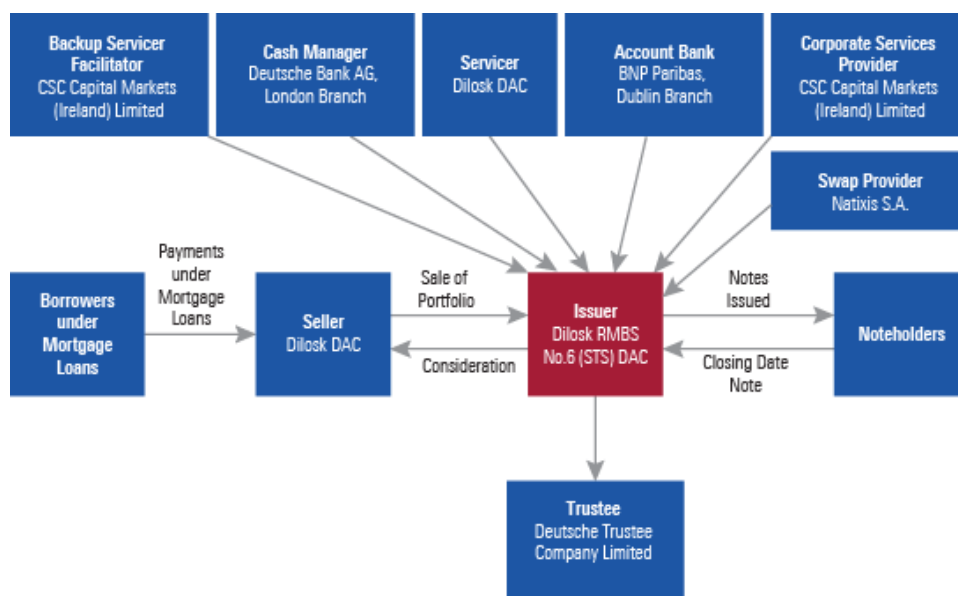 Backup Servicer
Facilitator
CSC Capital Markets
(Ireland) Limited
Cash Manager
Deutsche Bank AG,
London Branch
Servicer
Dilosk DAC
Account Bank
BNP Paribas,
Dublin Branch
Corporate Services
Provider
CSC Capital Markets
(Ireland) Limited
Swap Provider
Natixis S.A.
Borrowers
under
Mortgage
Loans
Payments
under
Mortgage
Loans
Seller
Dilosk DAC
Sale of
Portfolio
Consideration
Issuer
Dilosk RMBS
No.6 (STS) DAC
Notes
Issued
Closing Date
Note
Noteholders
Trustee
Deutsche Trustee
Company Limited